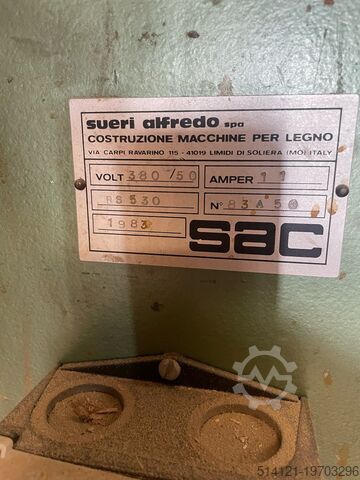 sueri alfredo spa
COSTRUZIONE MACCHINE PER LEGNO
VIA CARPI RAVARINO 115 - 41019 LIMIDI DI SOLIERA (MO) ITALY
VOLT 380/50 AMPER 11
RS 530 N° 83A50
1983 sac
514121-19703296